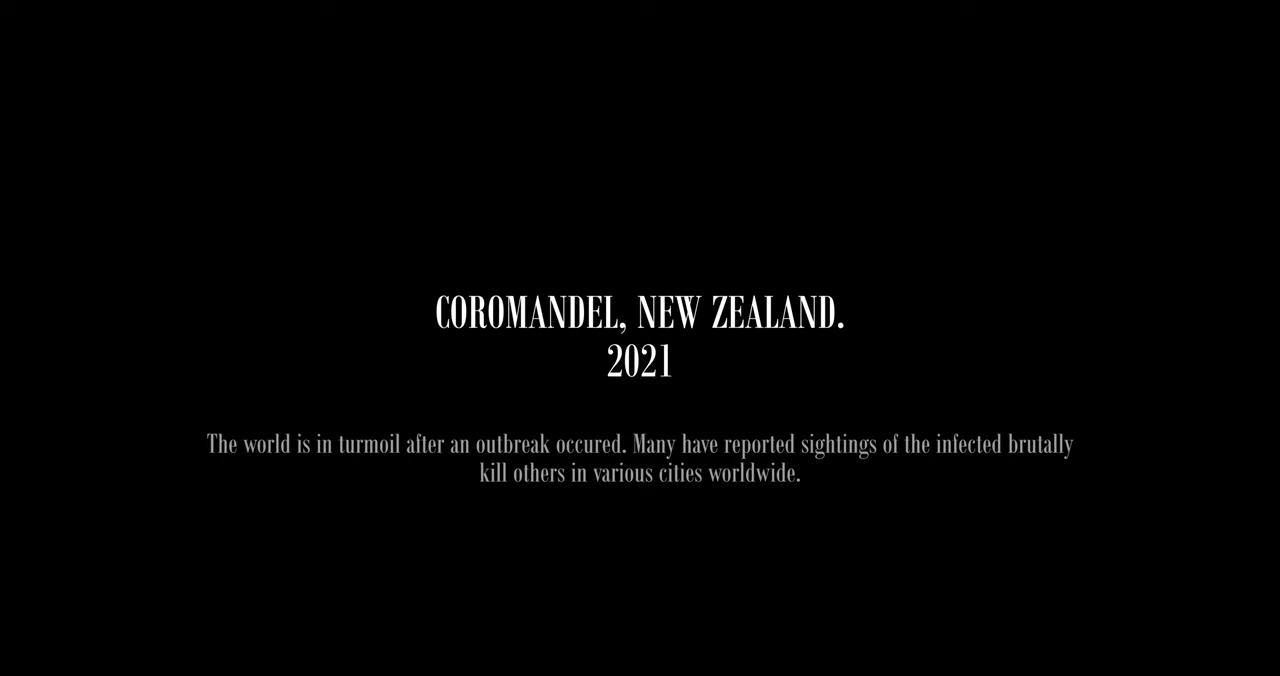 COROMANDEL, NEW ZEALAND.
2021
The world is in turmoil after an outbreak occured. Many have reported sightings of the infected brutally
kill others in various cities worldwide.